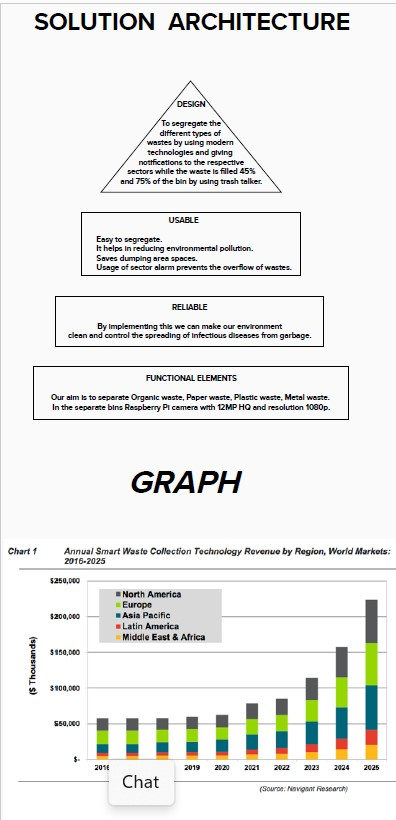 SOLUTION ARCHITECTURE
DESIGN
To segregate the
different types of
wastes by using modern
technologies and giving
notifications to the respective
sectors while the waste is filled 45%
and 75% of the bin by using trash talker.
USABLE
Easy to segregate.
It helps in reducing environmental pollution.
Saves dumping area spaces.
Usage of sector alarm prevents the overflow of wastes.
RELIABLE
By implementing this we can make our environment
clean and control the spreading of infectious diseases from garbage.
FUNCTIONAL ELEMENTS
Our aim is to separate Organic waste, Paper waste, Plastic waste, Metal waste.
In the separate bins Raspberry Pi camera with 12MP HQ and resolution 1080p.
GRAPH
Chart 1 Annual Smart Waste Collection Technology Revenue by Region, World Markets:
2016-2025
$250,000
$200,000
$150,000
$100,000
$50,000
$-
($ Thousands)
North America
Europe
Asia Pacific
Latin America
Middle East & Africa
2019 2020 2021 2022 2023 2024 2025
Chat
(Source: Navigant Research)